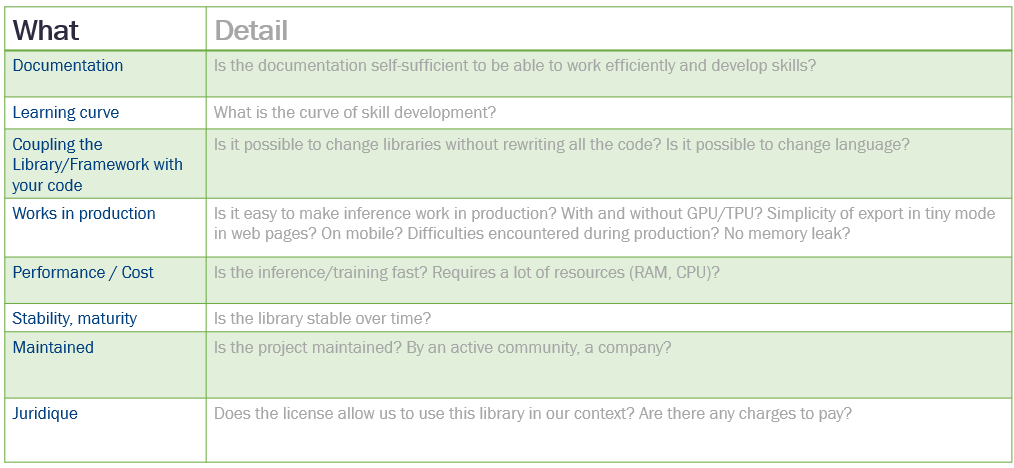 What
Detail
Documentation
Is the documentation self-sufficient to be able to work efficiently and develop skills?
Learning curve
What is the curve of skill development?
Coupling the
Library/Framework with
your code
Is it possible to change libraries without rewriting all the code? Is it possible to change language?
Works in production
Is it easy to make inference work in production? With and without GPU/TPU? Simplicity of export in tiny mode
in web pages? On mobile? Difficulties encountered during production? No memory leak?
Performance / Cost
Is the inference/training fast? Requires a lot of resources (RAM, CPU)?
Stability, maturity
Is the library stable over time?
Maintained
Is the project maintained? By an active community, a company?
Juridique
Does the license allow us to use this library in our context? Are there any charges to pay?